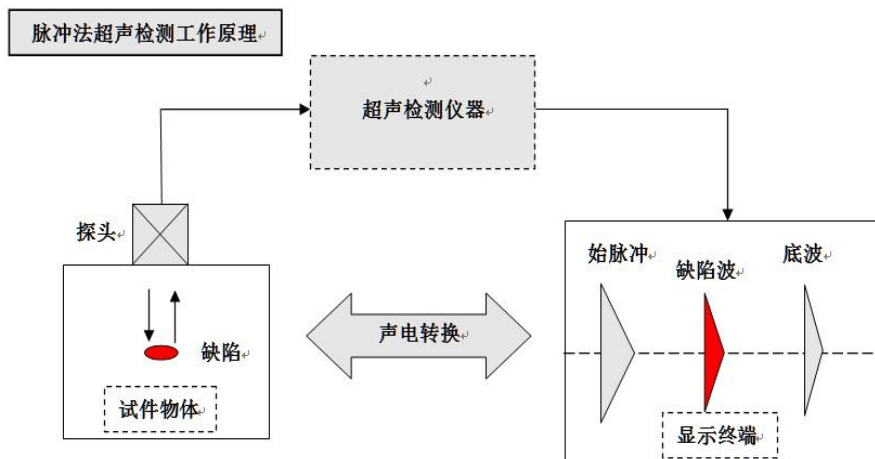 脉冲法超声检测工作原理
超声检测仪器
探头
始脉冲
缺陷波
底波
声电转换
缺陷
试件物体
显示终端